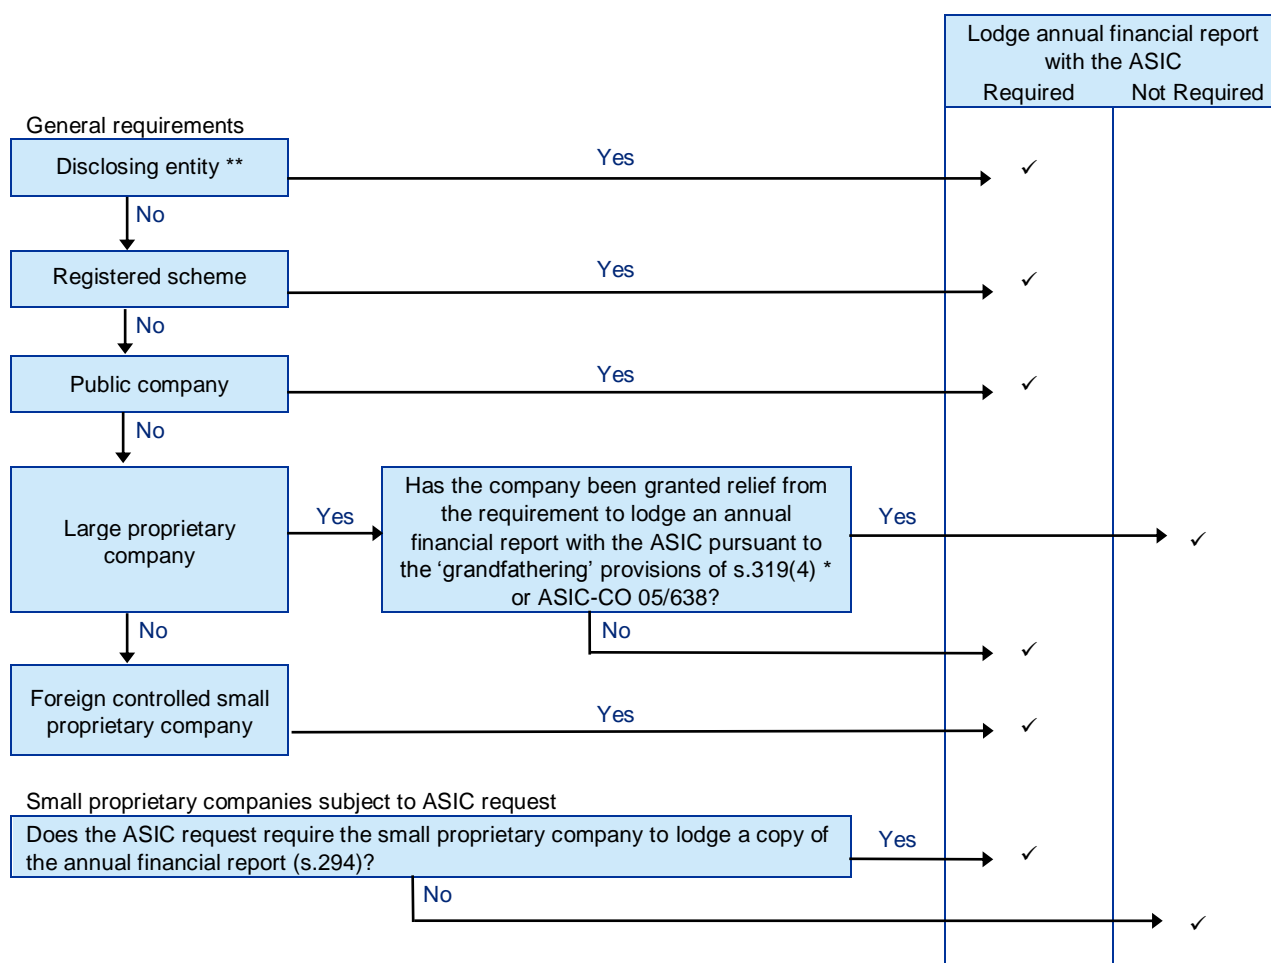 Lodge annual financial report
with the ASIC
Required Not Required
General requirements
Disclosing entity **
Yes
✓
No
Registered scheme
Yes
✓
No
Public company
Yes
✓
No
Large proprietary
company
Yes
Has the company been granted relief from
the requirement to lodge an annual
financial report with the ASIC pursuant to
the ‘grandfathering’ provisions of s.319(4) *
or ASIC-CO 05/638?
Yes
✓
No
✓
No
Foreign controlled small
proprietary company
Yes
✓
Small proprietary companies subject to ASIC request
Does the ASIC request require the small proprietary company to lodge a copy of
the annual financial report (s.294)?
Yes
✓
No
✓